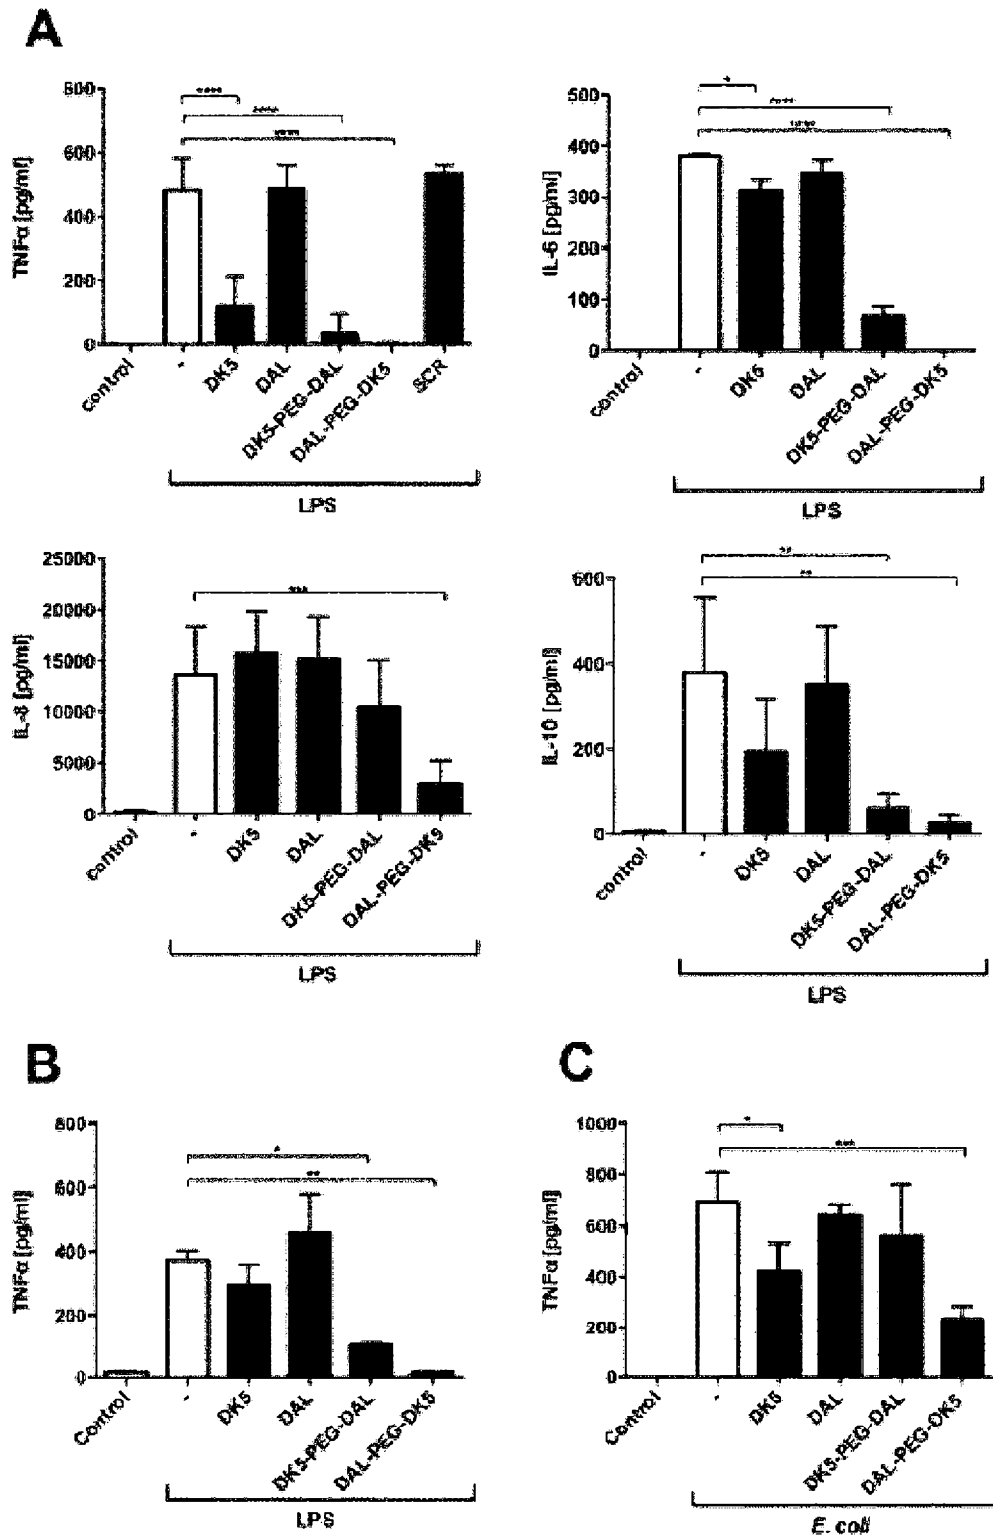 A
TNFα [pg/ml]
800
600
400
200
0
****
****
****
control
-
DK5
DAL
DK5-PEG-DAL
DAL-PEG-DK5
SCR
LPS
IL-6 [pg/ml]
500
400
300
200
100
0
*
****
****
control
-
DK5
DAL
DK5-PEG-DAL
DAL-PEG-DK5
LPS
IL-8 [pg/ml]
25000
20000
15000
10000
5000
0
***
control
-
DK5
DAL
DK5-PEG-DAL
DAL-PEG-DK5
LPS
IL-10 [pg/ml]
600
400
200
0
**
**
control
-
DK5
DAL
DK5-PEG-DAL
DAL-PEG-DK5
LPS
B
TNFα [pg/ml]
800
600
400
200
0
*
**
Control
-
DK5
DAL
DK5-PEG-DAL
DAL-PEG-DK5
LPS
C
TNFα [pg/ml]
1000
800
600
400
200
0
*
***
Control
-
DK5
DAL
DK5-PEG-DAL
DAL-PEG-DK5
E. coli